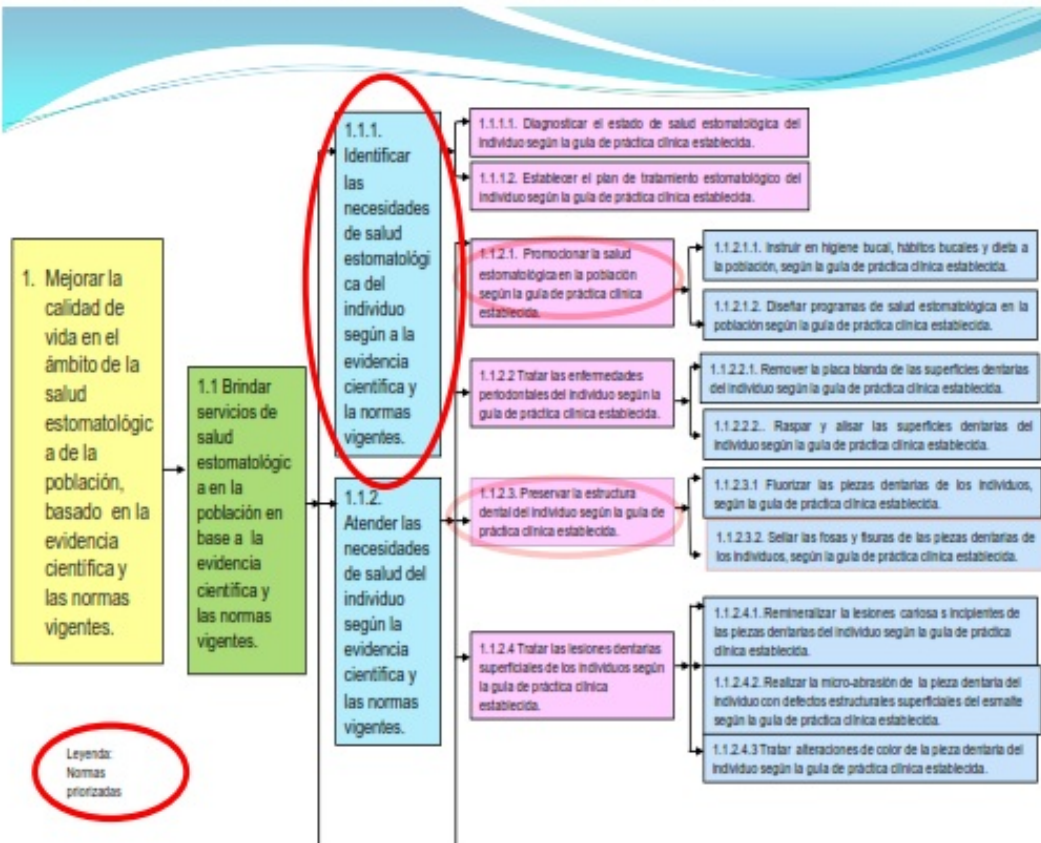 1. Mejorar la
calidad de
vida en el
ámbito de la
salud
estomatológic
a de la
población,
basado en la
evidencia
científica y
las normas
vigentes.
1.1 Brindar
servicios de
salud
estomatológic
a en la
población en
base a la
evidencia
científica y
las normas
vigentes.
1.1.1.
Identificar
las
necesidades
de salud
estomatológi
ca del
individuo
según a la
evidencia
científica y
la normas
vigentes.
1.1.2.
Atender las
necesidades
de salud del
individuo
según la
evidencia
científica y
las normas
vigentes.
1.1.1.1. Diagnosticar el estado de salud estomatológica del
individuo según la guía de práctica clínica establecida.
1.1.1.2. Establecer el plan de tratamiento estomatológico del
individuo según la guía de práctica clínica establecida.
1.1.2.1. Promocionar la salud
estomatológica en la población
según la guía de práctica clínica
establecida.
1.1.2.1.1. Instruir en higiene bucal, hábitos bucales y dieta a
la población, según la guía de práctica clínica establecida.
1.1.2.1.2. Diseñar programas de salud estomatológica en la
población según la guía de práctica clínica establecida.
1.1.2.2 Tratar las enfermedades
periodontales del individuo según la
guía de práctica clínica establecida.
1.1.2.2.1. Remover la placa blanda de las superficies dentarias
del individuo según la guía de práctica clínica establecida.
1.1.2.2.2.. Raspar y alisar las superficies dentarias del
individuo según la guía de práctica clínica establecida.
1.1.2.3. Preservar la estructura
dental del individuo según la guía de
práctica clínica establecida.
1.1.2.3.1 Fluorizar las piezas dentarias de los individuos,
según la guía de práctica clínica establecida.
1.1.2.3.2. Sellar las fosas y fisuras de las piezas dentarias de
los individuos, según la guía de práctica clínica establecida.
1.1.2.4 Tratar las lesiones dentarias
superficiales de los individuos según
la guía de práctica clínica
establecida.
1.1.2.4.1. Remineralizar la lesiones cariosa s incipientes de
las piezas dentarias del individuo según la guía de práctica
clínica establecida.
1.1.2.4.2. Realizar la micro-abrasión de la pieza dentaria del
individuo con defectos estructurales superficiales del esmalte
según la guía de práctica clínica establecida.
1.1.2.4.3 Tratar alteraciones de color de la pieza dentaria del
individuo según la guía de práctica clínica establecida.
Leyenda:
Normas
priorizadas